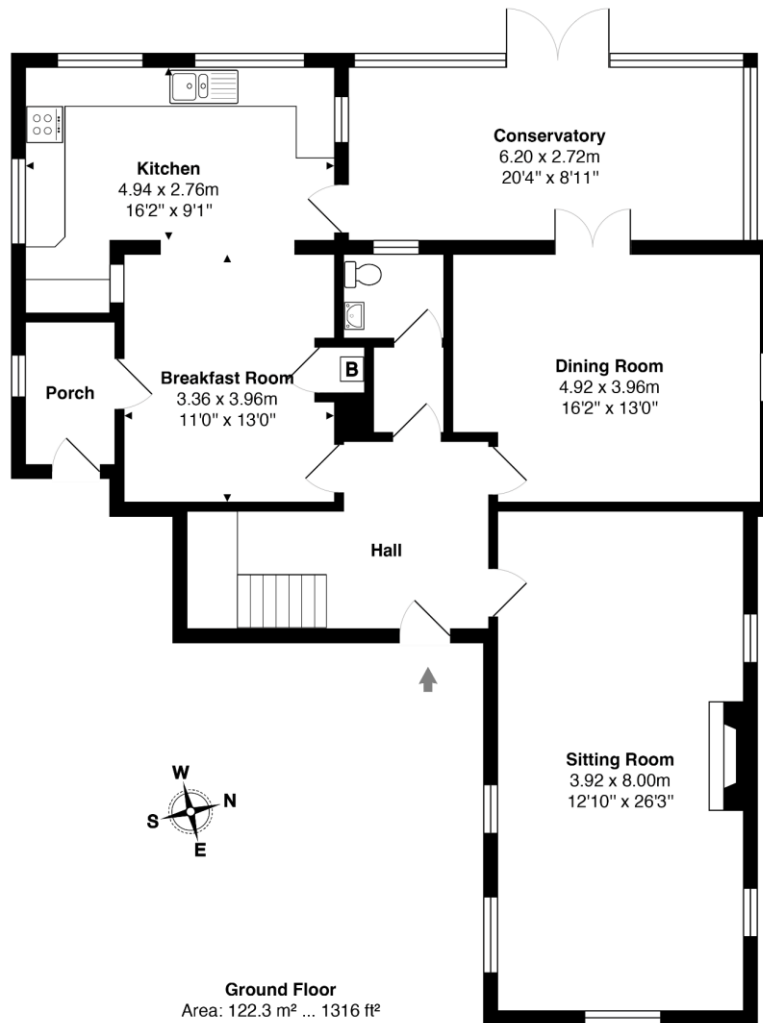 Kitchen
4.94 x 2.76m
16'2" x 9'1"
Conservatory
6.20 x 2.72m
20'4" x 8'11"
Porch
Breakfast Room
3.36 x 3.96m
11'0" x 13'0"
B
Dining Room
4.92 x 3.96m
16'2" x 13'0"
Hall
Sitting Room
3.92 x 8.00m
12'10" x 26'3"
W
N
S
E
Ground Floor
Area: 122.3 m² ... 1316 ft²